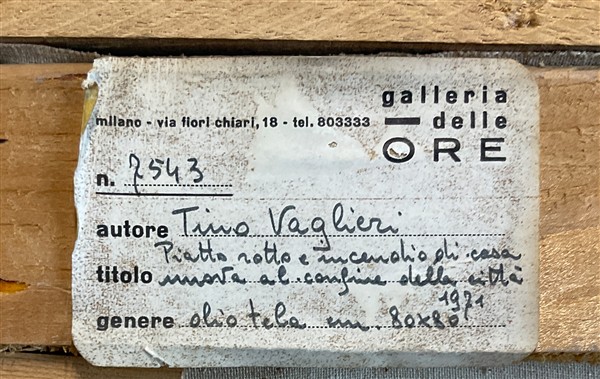 galleria
delle
ORE
milano - via fiori chiari, 18 - tel. 803333
n. 7543
autore Tino Vaglieri
Piatto rotto e incendio di casa
titolo nuova al confine della città
1971
genere olio tela cm. 80x80